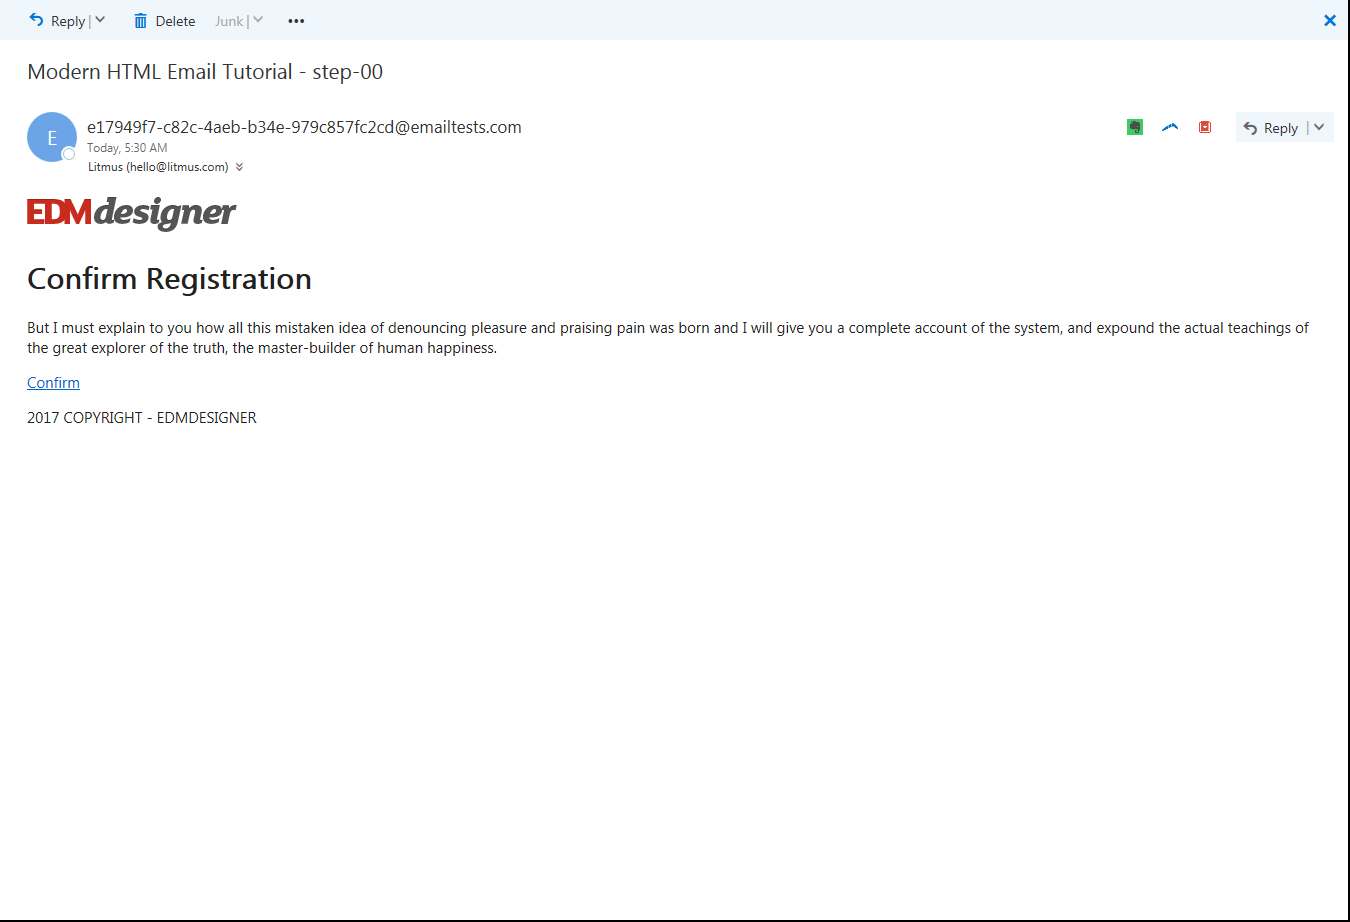 Reply | Delete Junk |
Modern HTML Email Tutorial - step-00
E
e17949f7-c82c-4aeb-b34e-979c857fc2cd@emailtests.com
Today, 5:30 AM
Litmus (hello@litmus.com)
Reply |
EDMdesigner
Confirm Registration
But I must explain to you how all this mistaken idea of denouncing pleasure and praising pain was born and I will give you a complete account of the system, and expound the actual teachings of
the great explorer of the truth, the master-builder of human happiness.
Confirm
2017 COPYRIGHT - EDMDESIGNER